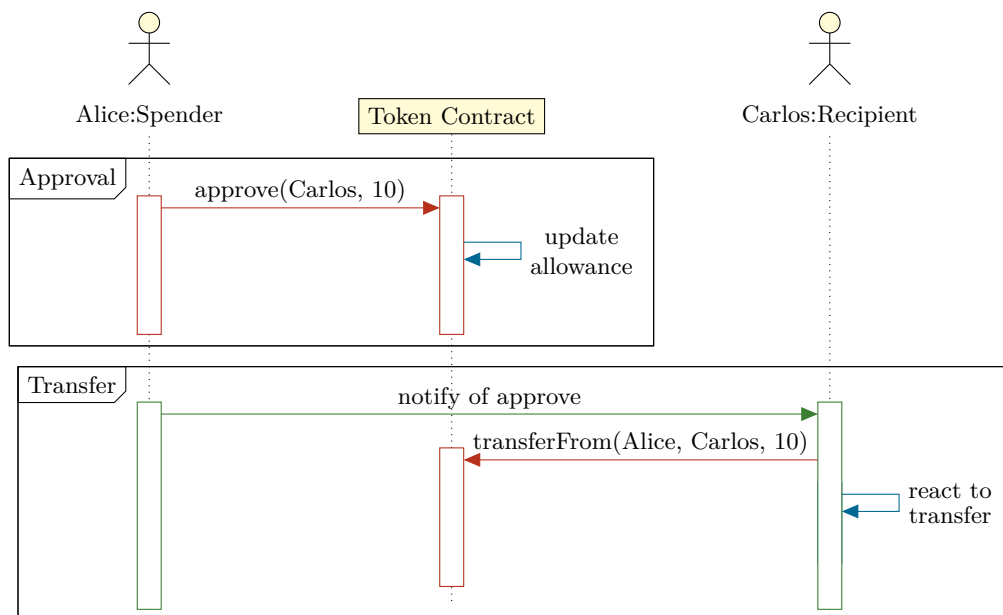 Alice:Spender
Token Contract
Carlos:Recipient
Approval
approve(Carlos, 10)
update
allowance
Transfer
notify of approve
transferFrom(Alice, Carlos, 10)
react to
transfer